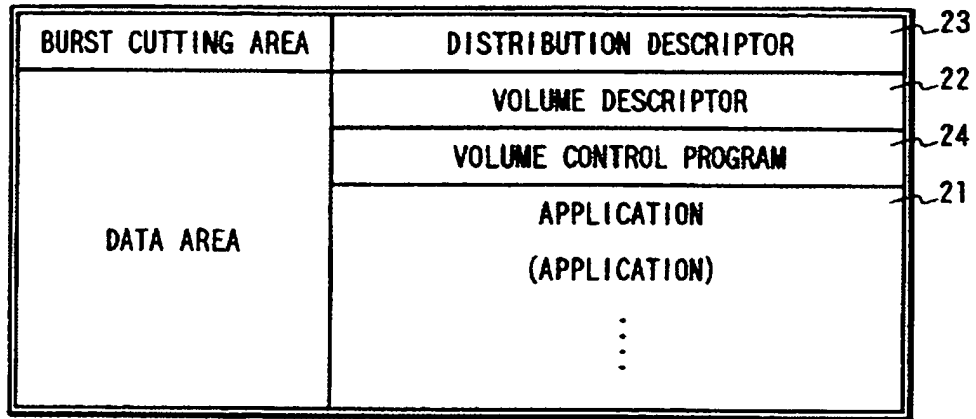 BURST CUTTING AREA
DISTRIBUTION DESCRIPTOR
23
VOLUME DESCRIPTOR
22
VOLUME CONTROL PROGRAM
24
DATA AREA
APPLICATION
21
(APPLICATION)